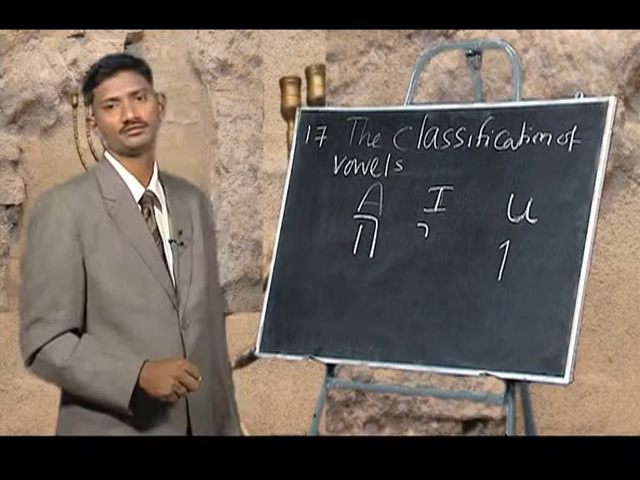 17 The classification of
vowels
A I U
ה י ו